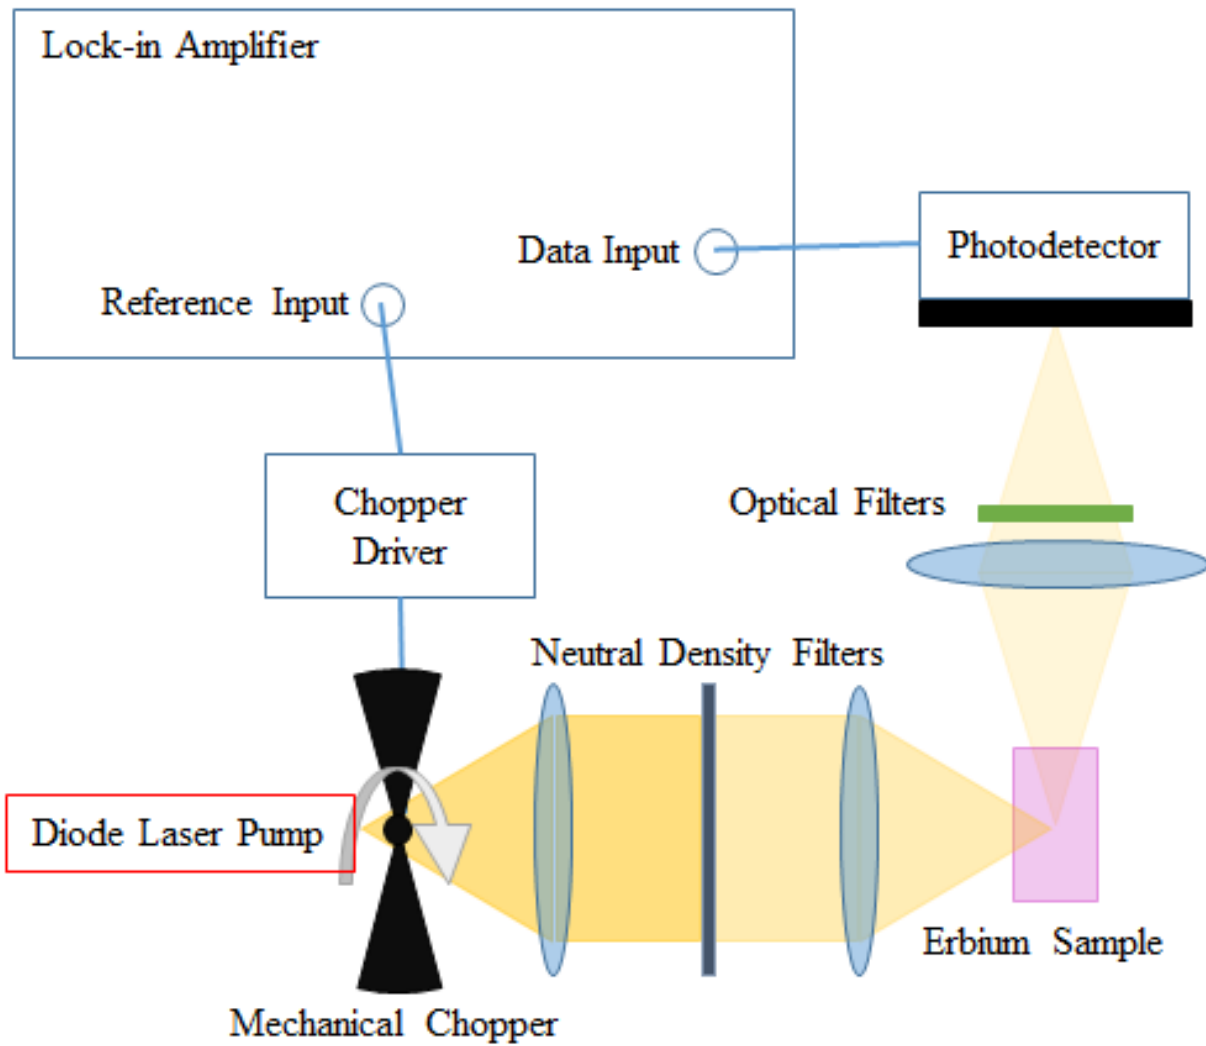 Lock-in Amplifier
Data Input
Photodetector
Reference Input
Chopper
Driver
Optical Filters
Neutral Density Filters
Diode Laser Pump
Erbium Sample
Mechanical Chopper